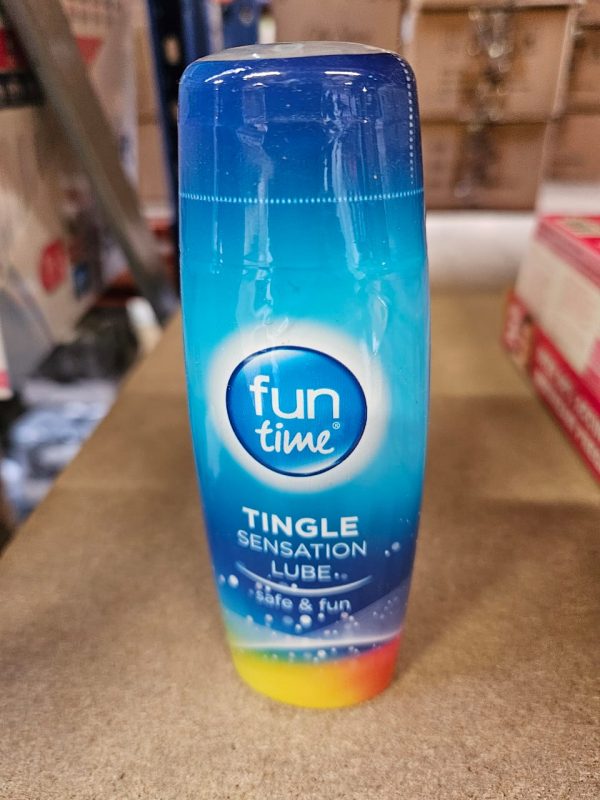 fun
time®
TINGLE
SENSATION
LUBE
safe & fun